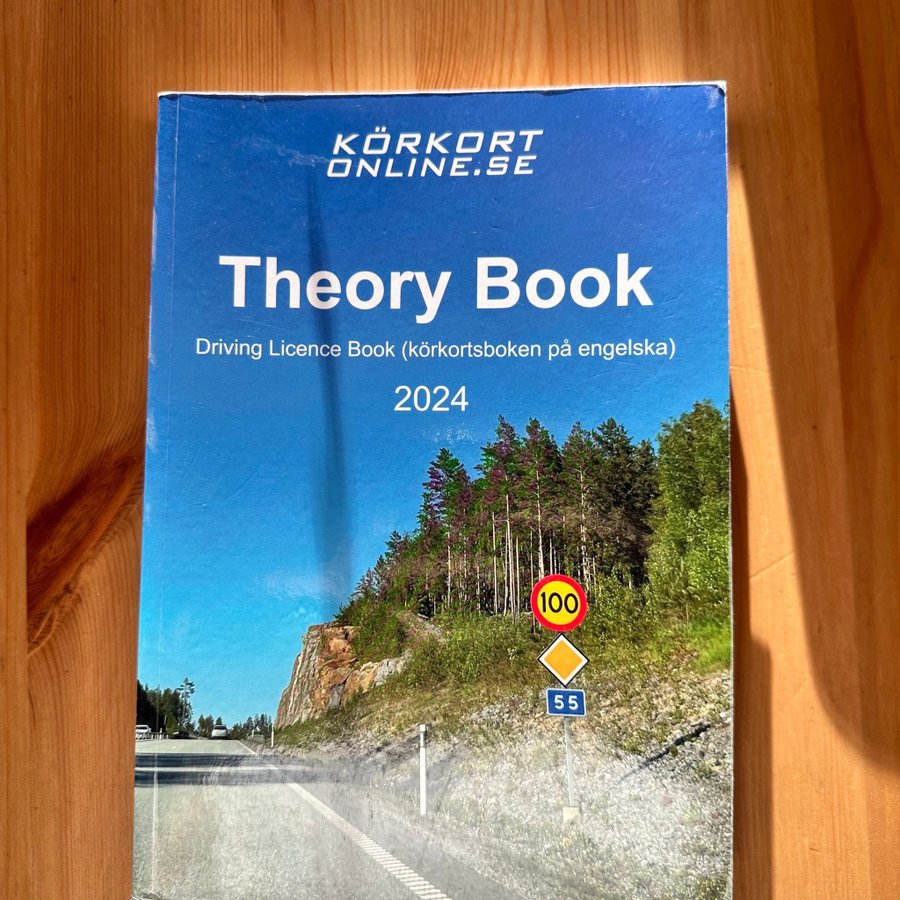 KÖRKORT
ONLINE.SE
Theory Book
Driving Licence Book (körkortsboken på engelska)
2024
100
55